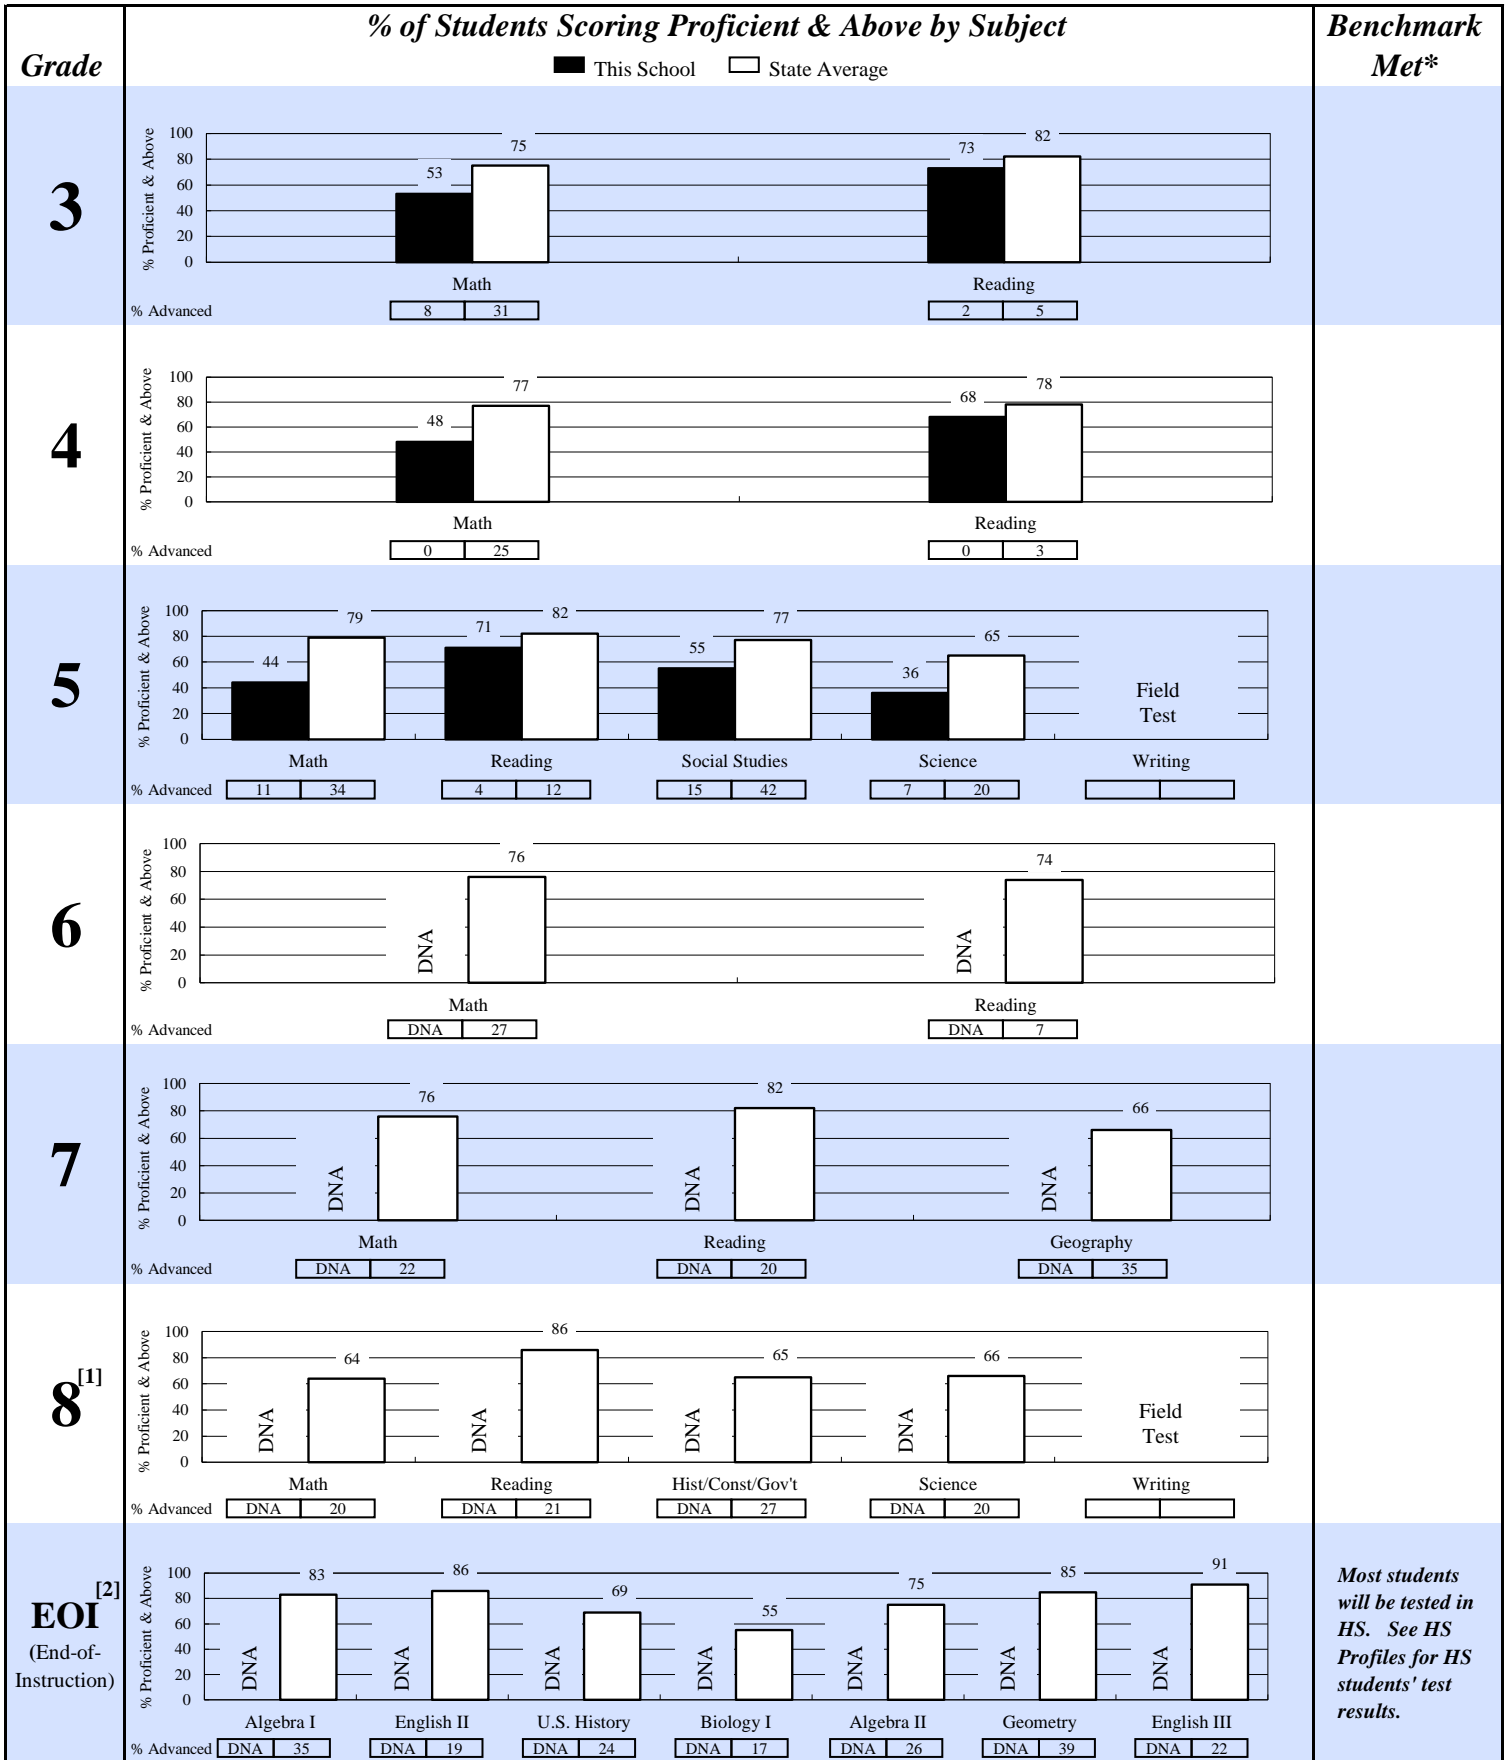 % of Students Scoring Proficient & Above by Subject
Benchmark
Met*
Grade
This School State Average
3
% Proficient & Above
100
80
60
40
20
0
53 75 73 82
Math Reading
% Advanced 8 31 2 5
4
% Proficient & Above
100
80
60
40
20
0
48 77 68 78
Math Reading
% Advanced 0 25 0 3
5
% Proficient & Above
100
80
60
40
20
0
44 79 71 82 55 77 36 65
Field
Test
Math Reading Social Studies Science Writing
% Advanced 11 34 4 12 15 42 7 20
6
% Proficient & Above
100
80
60
40
20
0
DNA 76 DNA 74
Math Reading
% Advanced DNA 27 DNA 7
7
% Proficient & Above
100
80
60
40
20
0
DNA 76 DNA 82 DNA 66
Math Reading Geography
% Advanced DNA 22 DNA 20 DNA 35
8[1]
% Proficient & Above
100
80
60
40
20
0
DNA 64 DNA 86 DNA 65 DNA 66
Field
Test
Math Reading Hist/Const/Gov't Science Writing
% Advanced DNA 20 DNA 21 DNA 27 DNA 20
EOI[2]
(End-of-
Instruction)
% Proficient & Above
100
80
60
40
20
0
DNA 83 DNA 86 DNA 69 DNA 55 DNA 75 DNA 85 DNA 91
Algebra I English II U.S. History Biology I Algebra II Geometry English III
% Advanced DNA 35 DNA 19 DNA 24 DNA 17 DNA 26 DNA 39 DNA 22
Most students
will be tested in
HS. See HS
Profiles for HS
students' test
results.